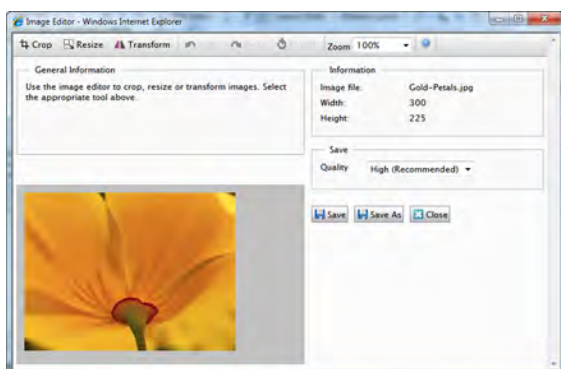 Image Editor - Windows Internet Explorer
Crop Resize Transform Zoom 100%
General Information
Use the image editor to crop, resize or transform images. Select
the appropriate tool above.
Information
Image file: Gold-Petals.jpg
Width: 300
Height: 225
Save
Quality High (Recommended)
Save Save As Close